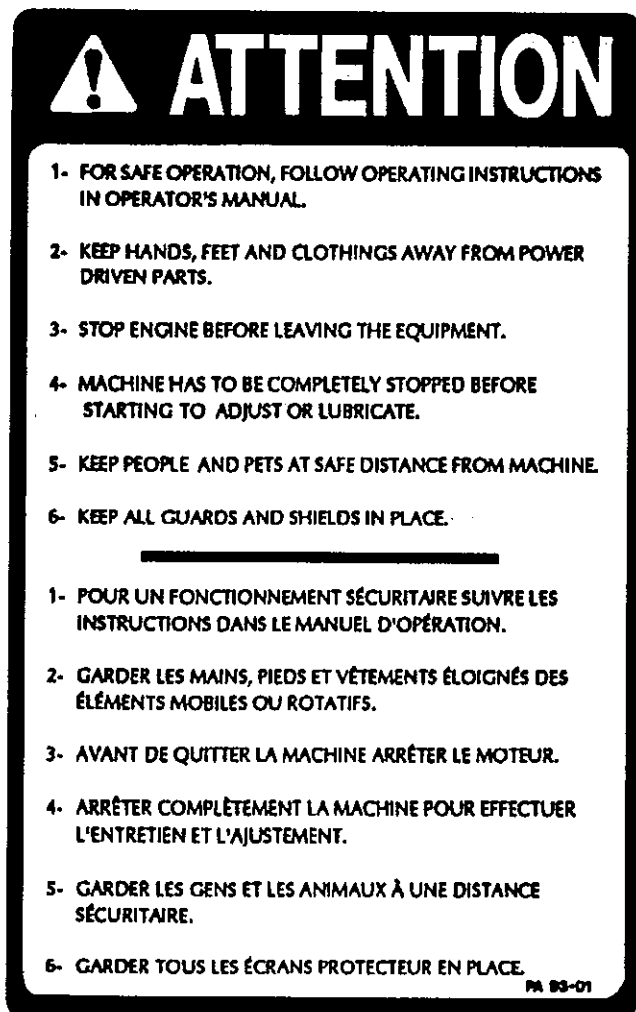 ATTENTION
1- FOR SAFE OPERATION, FOLLOW OPERATING INSTRUCTIONS
IN OPERATOR'S MANUAL.
2- KEEP HANDS, FEET AND CLOTHINGS AWAY FROM POWER
DRIVEN PARTS.
3- STOP ENGINE BEFORE LEAVING THE EQUIPMENT.
4- MACHINE HAS TO BE COMPLETELY STOPPED BEFORE
STARTING TO ADJUST OR LUBRICATE.
5- KEEP PEOPLE AND PETS AT SAFE DISTANCE FROM MACHINE.
6- KEEP ALL GUARDS AND SHIELDS IN PLACE.
1- POUR UN FONCTIONNEMENT SÉCURITAIRE SUIVRE LES
INSTRUCTIONS DANS LE MANUEL D'OPÉRATION.
2- GARDER LES MAINS, PIEDS ET VÊTEMENTS ÉLOIGNÉS DES
ÉLÉMENTS MOBILES OU ROTATIFS.
3- AVANT DE QUITTER LA MACHINE ARRÊTER LE MOTEUR.
4- ARRÊTER COMPLÈTEMENT LA MACHINE POUR EFFECTUER
L'ENTRETIEN ET L'AJUSTEMENT.
5- GARDER LES GENS ET LES ANIMAUX À UNE DISTANCE
SÉCURITAIRE.
6- GARDER TOUS LES ÉCRANS PROTECTEUR EN PLACE.
PA 93-01